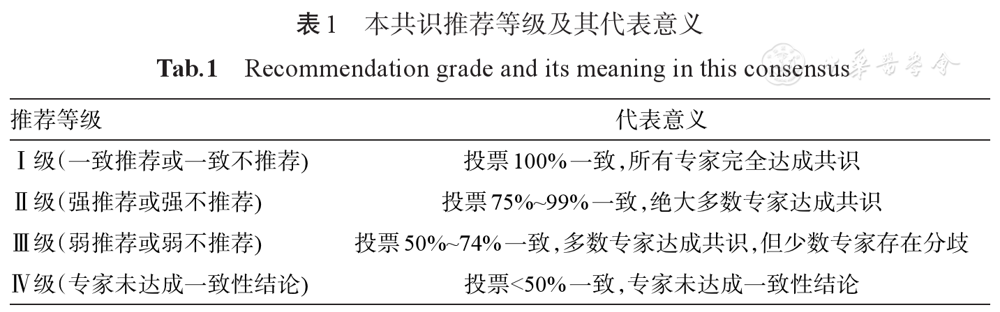 表1 本共识推荐等级及其代表意义
Tab.1 Recommendation grade and its meaning in this consensus
中华医学会
推荐等级 代表意义
Ⅰ级(一致推荐或一致不推荐) 投票100%一致,所有专家完全达成共识
Ⅱ级(强推荐或强不推荐) 投票75%~99%一致,绝大多数专家达成共识
Ⅲ级(弱推荐或弱不推荐) 投票50%~74%一致,多数专家达成共识,但少数专家存在分歧
Ⅳ级(专家未达成一致性结论) 投票<50%一致,专家未达成一致性结论